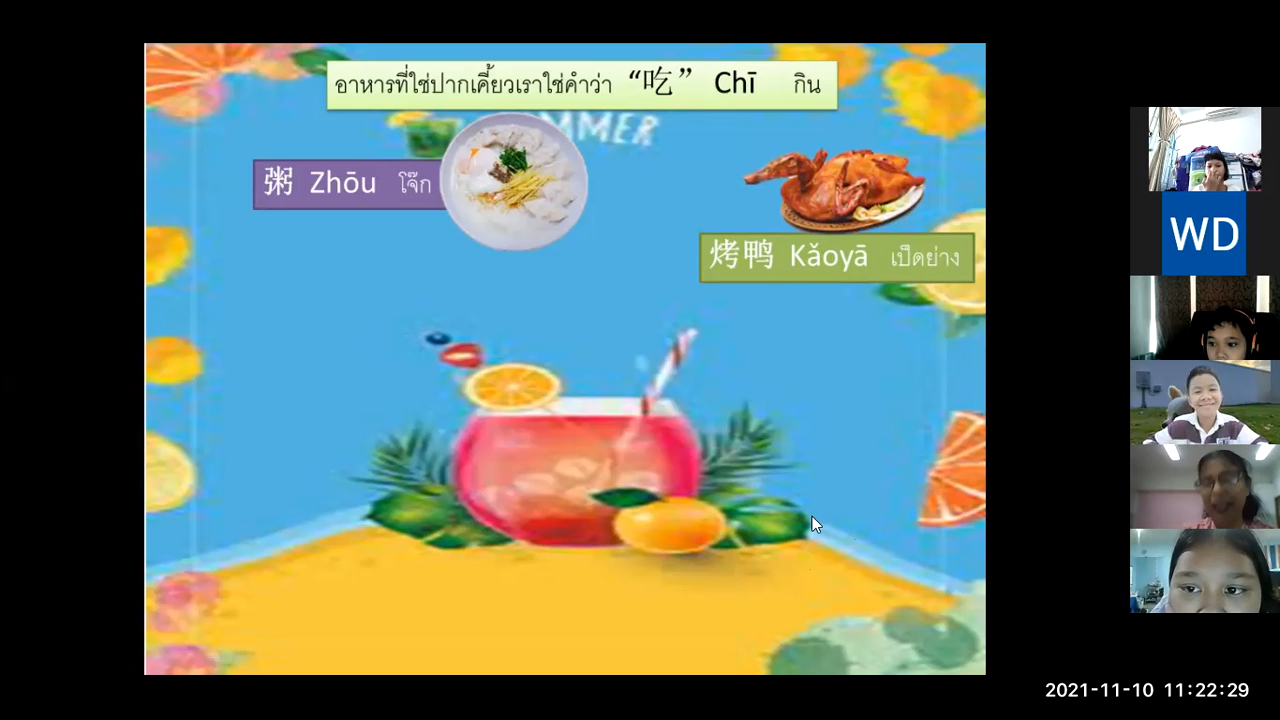 อาหารที่ใช่ปากเคี้ยวเราใช่คำว่า “吃” Chī กิน
MMER
粥 Zhōu โจ๊ก
烤鸭 Kǎoyā เป็ดย่าง
WD
2021-11-10 11:22:29